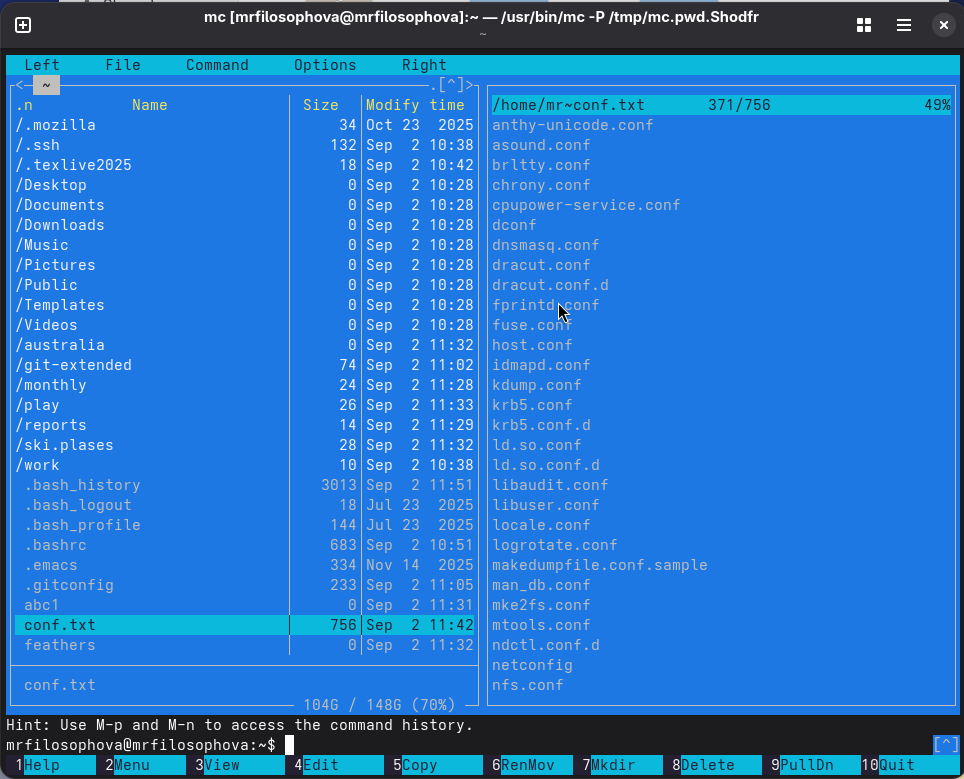 mc [mrfilosophova@mrfilosophova]:~ — /usr/bin/mc -P /tmp/mc.pwd.Shodfr
~
Left File Command Options Right
<─ ~ ─.[^]>
.n Name Size Modify time
/.mozilla 34 Oct 23 2025
/.ssh 132 Sep 2 10:38
/.texlive2025 18 Sep 2 10:42
/Desktop 0 Sep 2 10:28
/Documents 0 Sep 2 10:28
/Downloads 0 Sep 2 10:28
/Music 0 Sep 2 10:28
/Pictures 0 Sep 2 10:28
/Public 0 Sep 2 10:28
/Templates 0 Sep 2 10:28
/Videos 0 Sep 2 10:28
/australia 0 Sep 2 11:32
/git-extended 74 Sep 2 11:02
/monthly 24 Sep 2 11:28
/play 26 Sep 2 11:33
/reports 14 Sep 2 11:29
/ski.plases 28 Sep 2 11:32
/work 10 Sep 2 10:38
.bash_history 3013 Sep 2 11:51
.bash_logout 18 Jul 23 2025
.bash_profile 144 Jul 23 2025
.bashrc 683 Sep 2 10:51
.emacs 334 Nov 14 2025
.gitconfig 233 Sep 2 11:05
abc1 0 Sep 2 11:31
conf.txt 756 Sep 2 11:42
feathers 0 Sep 2 11:32
conf.txt
104G / 148G (70%)
/home/mr~conf.txt 371/756 49%
anthy-unicode.conf
asound.conf
brltty.conf
chrony.conf
cpupower-service.conf
dconf
dnsmasq.conf
dracut.conf
dracut.conf.d
fprintd.conf
fuse.conf
host.conf
idmapd.conf
kdump.conf
krb5.conf
krb5.conf.d
ld.so.conf
ld.so.conf.d
libaudit.conf
libuser.conf
locale.conf
logrotate.conf
makedumpfile.conf.sample
man_db.conf
mke2fs.conf
mtools.conf
ndctl.conf.d
netconfig
nfs.conf
Hint: Use M-p and M-n to access the command history.
mrfilosophova@mrfilosophova:~$ [^]
1Help 2Menu 3View 4Edit 5Copy 6RenMov 7Mkdir 8Delete 9PullDn 10Quit